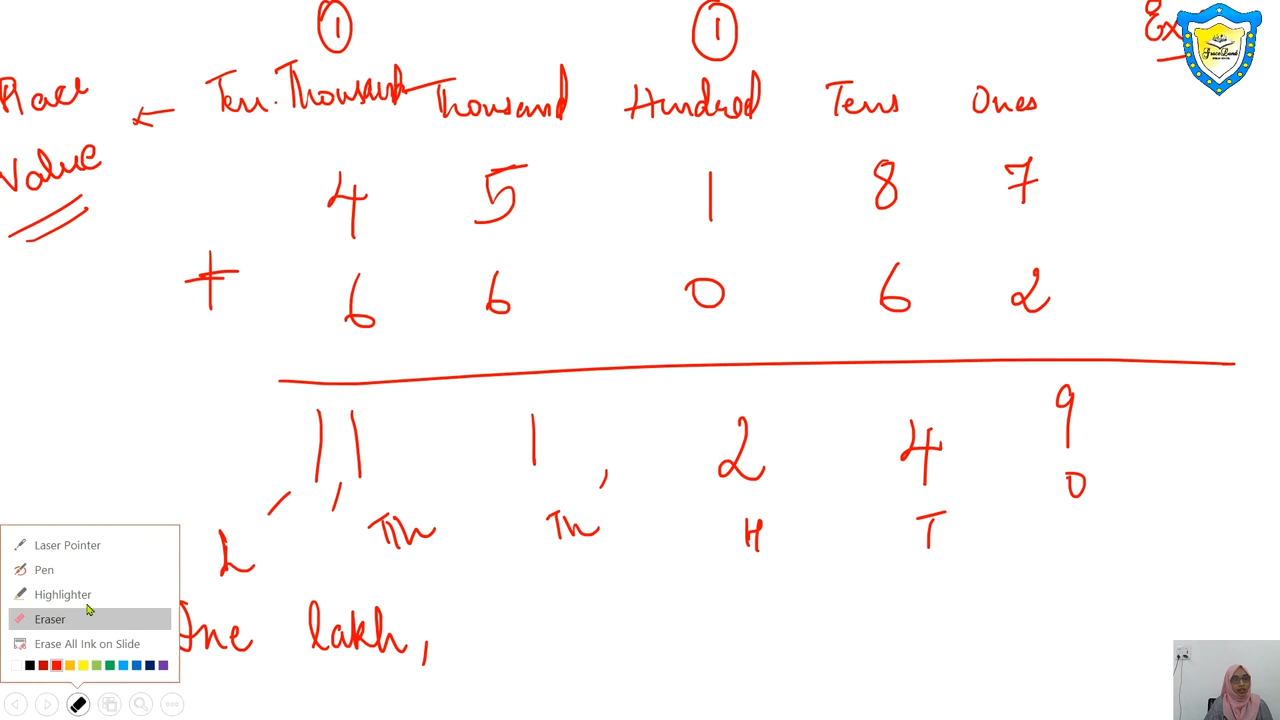 ① ① Ex
Place Value ← Ten Thousand Thousand Hundred Tens Ones
4 5 1 8 7
+ 6 6 0 6 2
11 1, 2 4 9
L TTh Th H T O
One lakh,
Laser Pointer
Pen
Highlighter
Eraser
Erase All Ink on Slide